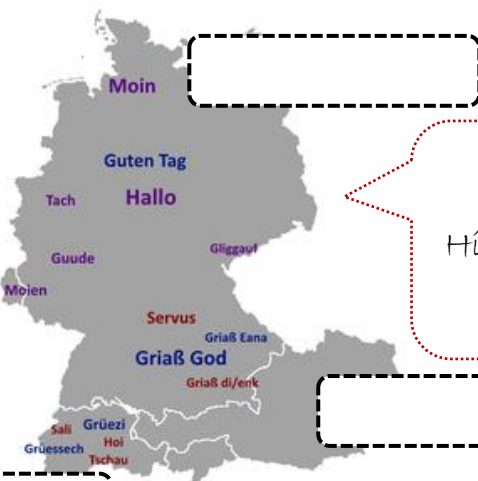 Moin
Guten Tag
Tach
Hallo
Guude
Gliggauf
Moien
Servus
Griaß Eana
Griaß God
Griaß di/enk
Sali
Grüezi
Grüessech
Hoi
Tschau
Hi